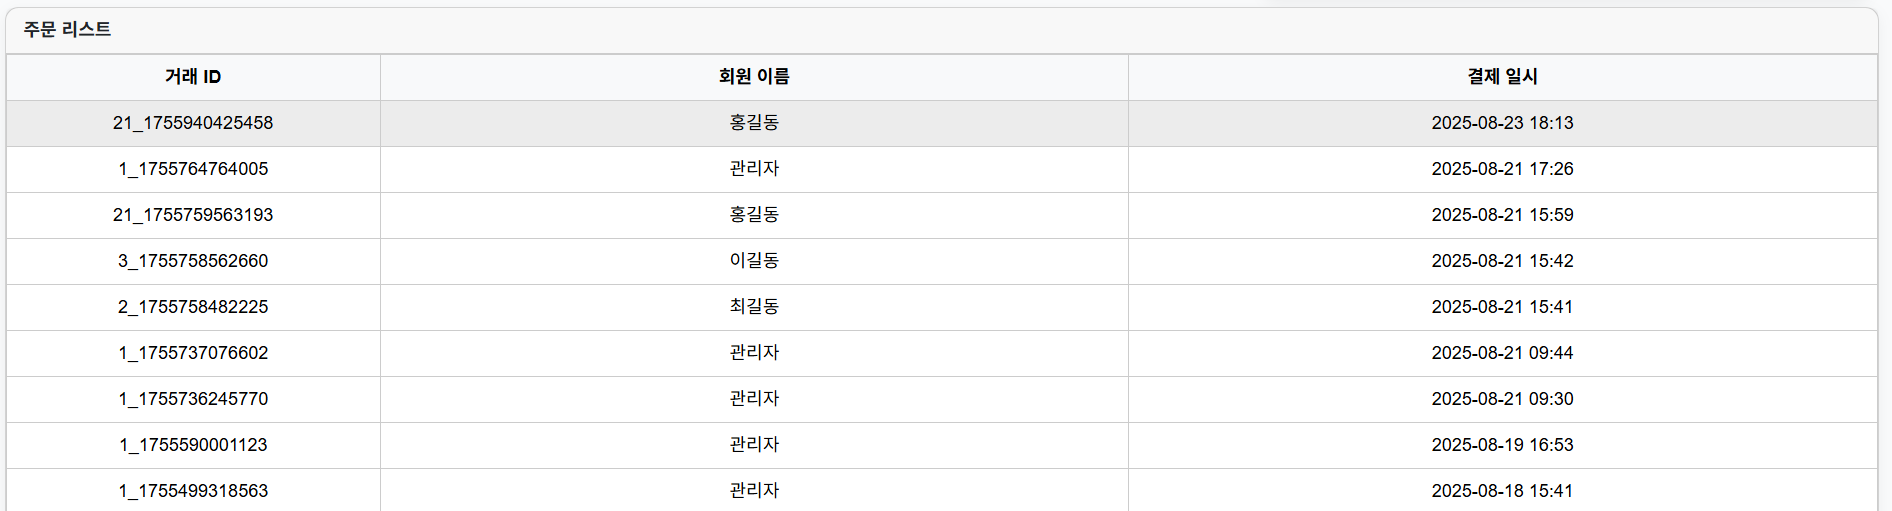 주문 리스트
거래 ID 회원 이름 결제 일시
21_1755940425458 홍길동 2025-08-23 18:13
1_1755764764005 관리자 2025-08-21 17:26
21_1755759563193 홍길동 2025-08-21 15:59
3_1755758562660 이길동 2025-08-21 15:42
2_1755758482225 최길동 2025-08-21 15:41
1_1755737076602 관리자 2025-08-21 09:44
1_1755736245770 관리자 2025-08-21 09:30
1_1755590001123 관리자 2025-08-19 16:53
1_1755499318563 관리자 2025-08-18 15:41